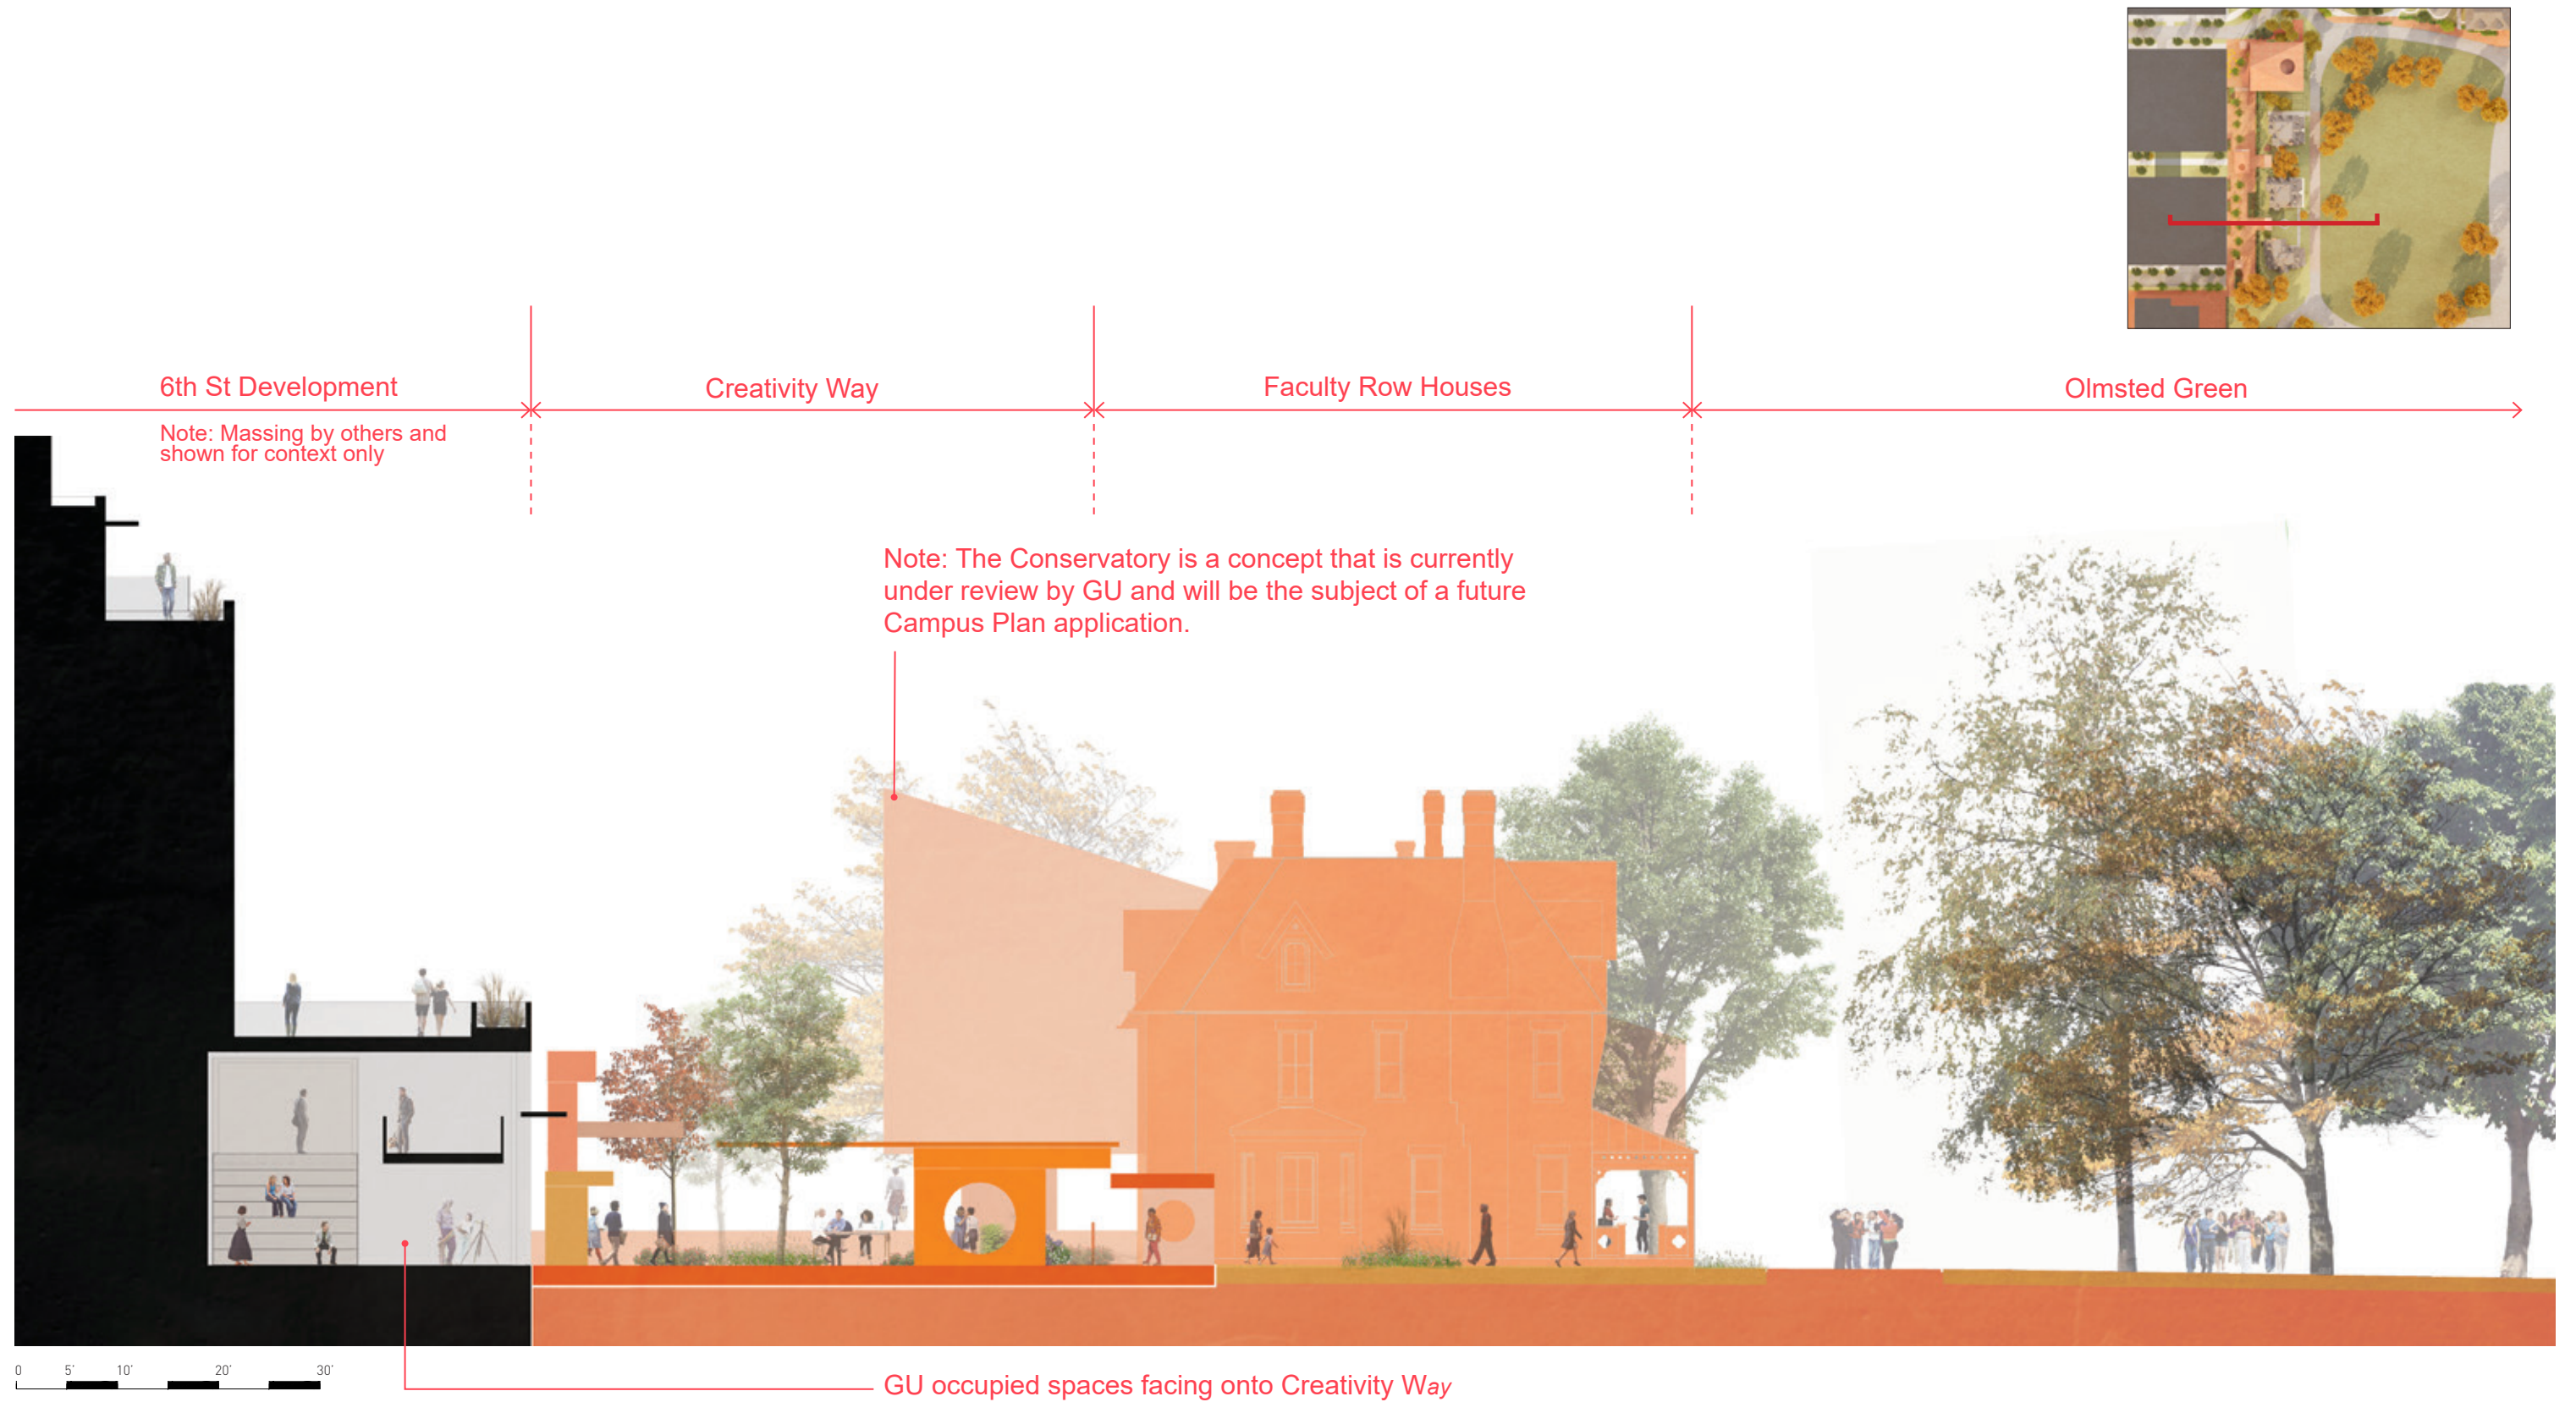 6th St Development
Creativity Way
Faculty Row Houses
Olmsted Green
Note: Massing by others and
shown for context only
Note: The Conservatory is a concept that is currently
under review by GU and will be the subject of a future
Campus Plan application.
0 5' 10' 20' 30'
GU occupied spaces facing onto Creativity Way